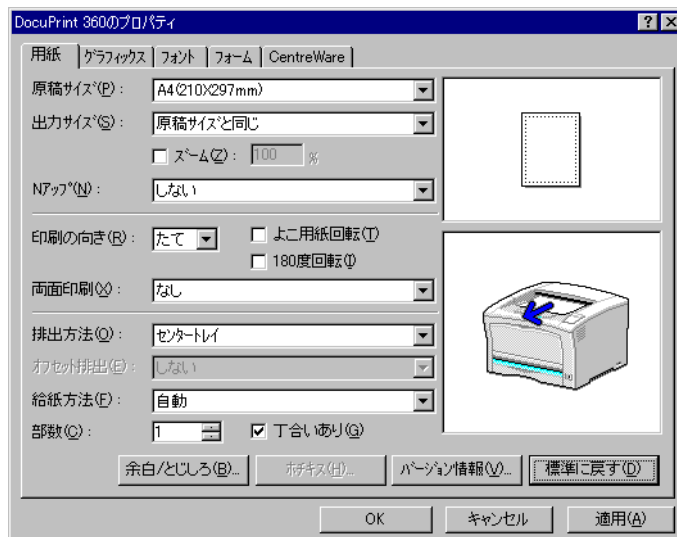 DocuPrint 360のプロパティ
用紙 グラフィックス フォント フォーム CentreWare
原稿サイズ(P): A4(210X297mm)
出力サイズ(S): 原稿サイズと同じ
ズーム(Z): 100 %
Nアップ(N): しない
印刷の向き(R): たて よこ用紙回転(T)
180度回転(I)
両面印刷(X): なし
排出方法(O): センタートレイ
オフセット排出(E): しない
給紙方法(F): 自動
部数(C): 1 丁合いあり(G)
余白/とじしろ(B)... ホチキス(H)... バージョン情報(V)... 標準に戻す(D)
OK キャンセル 適用(A)